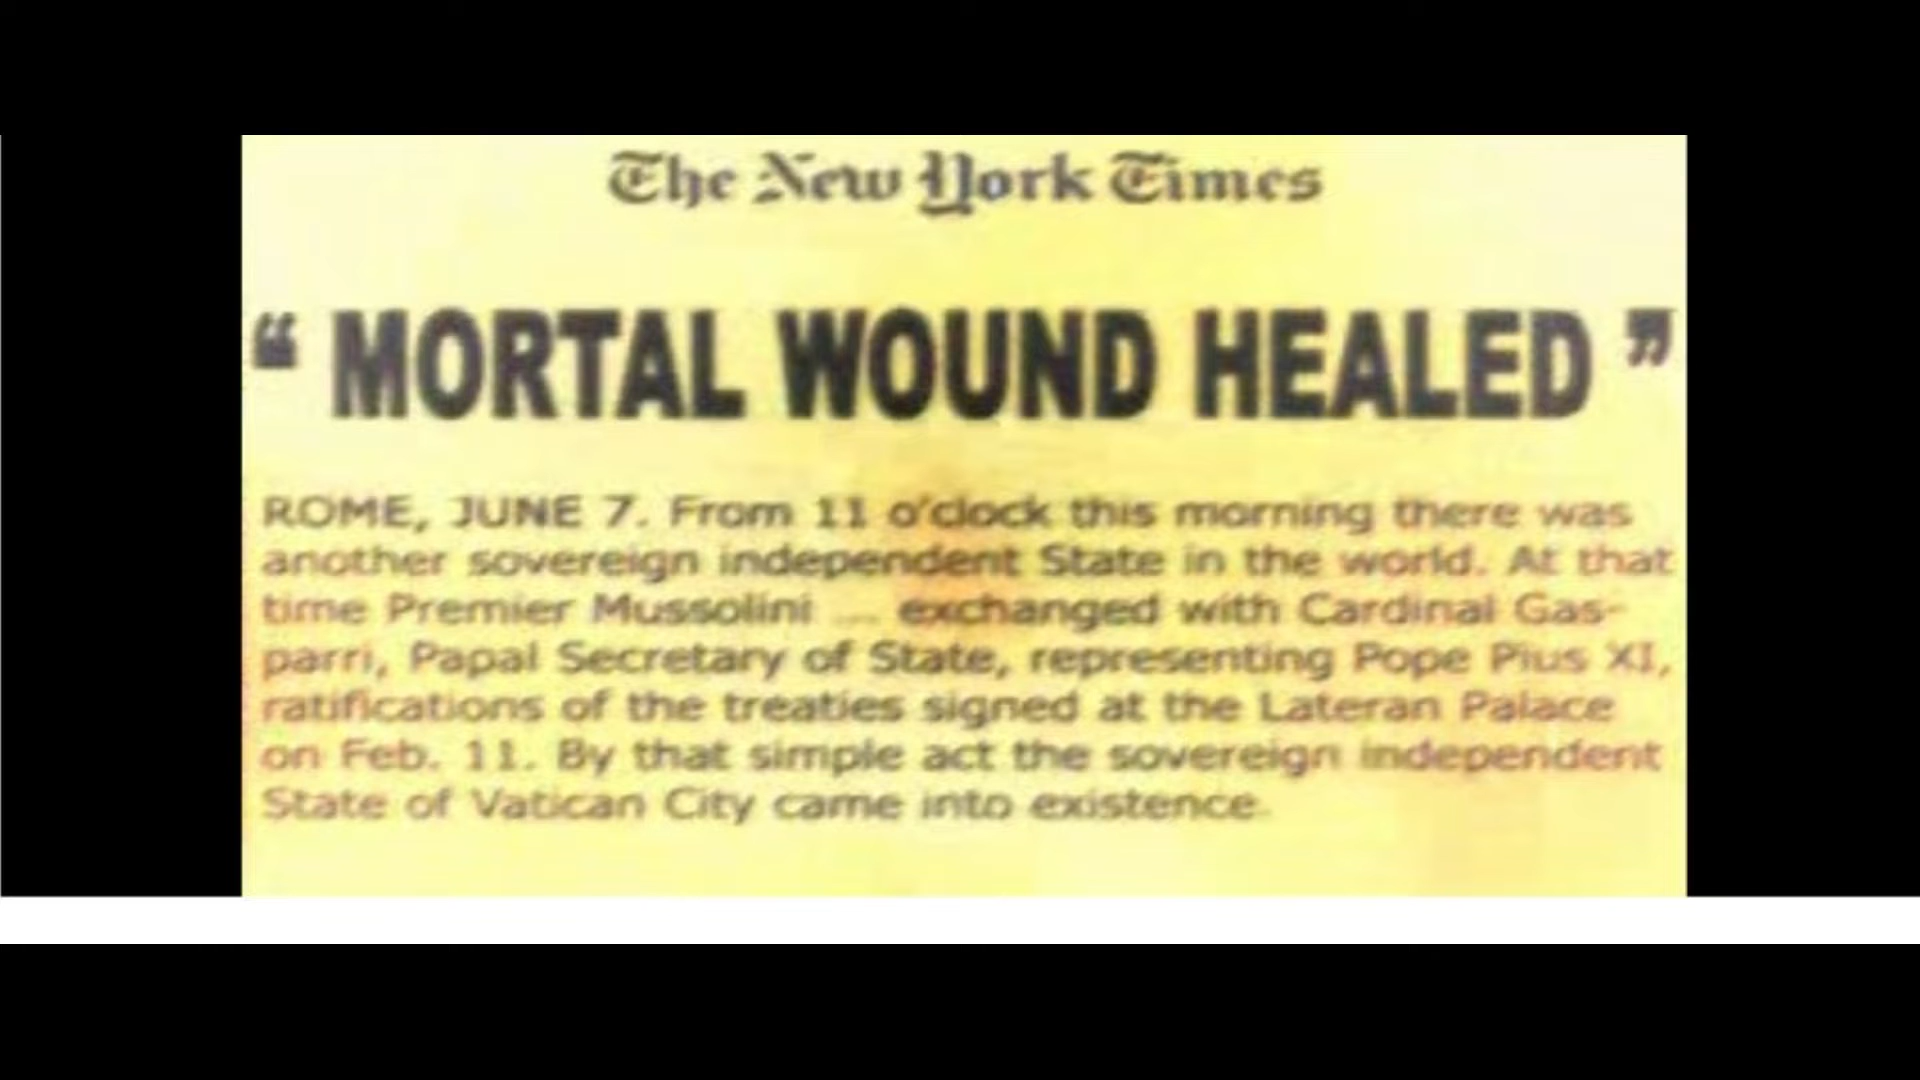 The New York Times
“ MORTAL WOUND HEALED ”
ROME, JUNE 7. From 11 o'clock this morning there was
another sovereign independent State in the world. At that
time Premier Mussolini ... exchanged with Cardinal Gas-
parri, Papal Secretary of State, representing Pope Pius XI,
ratifications of the treaties signed at the Lateran Palace
on Feb. 11. By that simple act the sovereign independent
State of Vatican City came into existence.